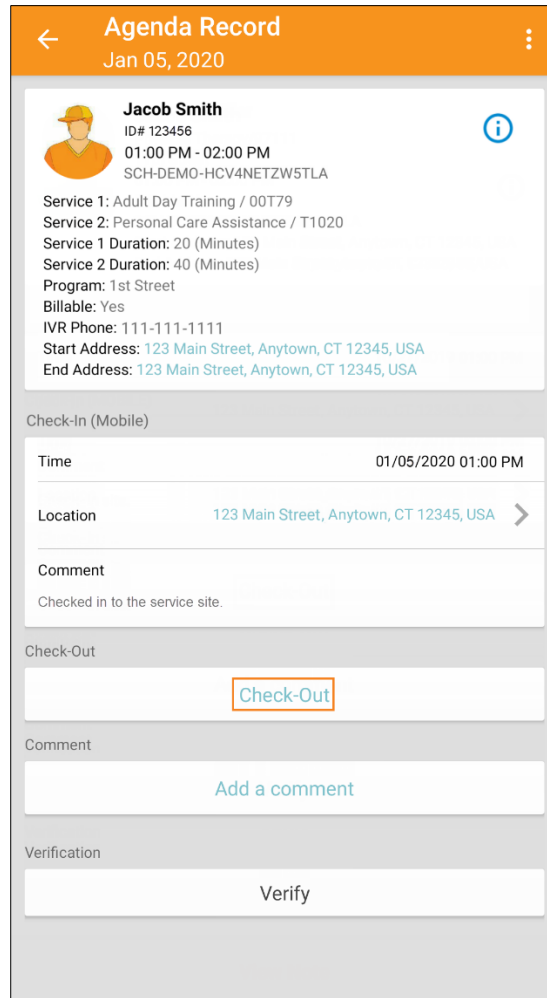 Agenda Record
Jan 05, 2020
Jacob Smith
ID# 123456
01:00 PM - 02:00 PM
SCH-DEMO-HCV4NETZW5TLA
Service 1: Adult Day Training / 00T79
Service 2: Personal Care Assistance / T1020
Service 1 Duration: 20 (Minutes)
Service 2 Duration: 40 (Minutes)
Program: 1st Street
Billable: Yes
IVR Phone: 111-111-1111
Start Address: 123 Main Street, Anytown, CT 12345, USA
End Address: 123 Main Street, Anytown, CT 12345, USA
Check-In (Mobile)
Time 01/05/2020 01:00 PM
Location 123 Main Street, Anytown, CT 12345, USA
Comment
Checked in to the service site.
Check-Out
Check-Out
Comment
Add a comment
Verification
Verify